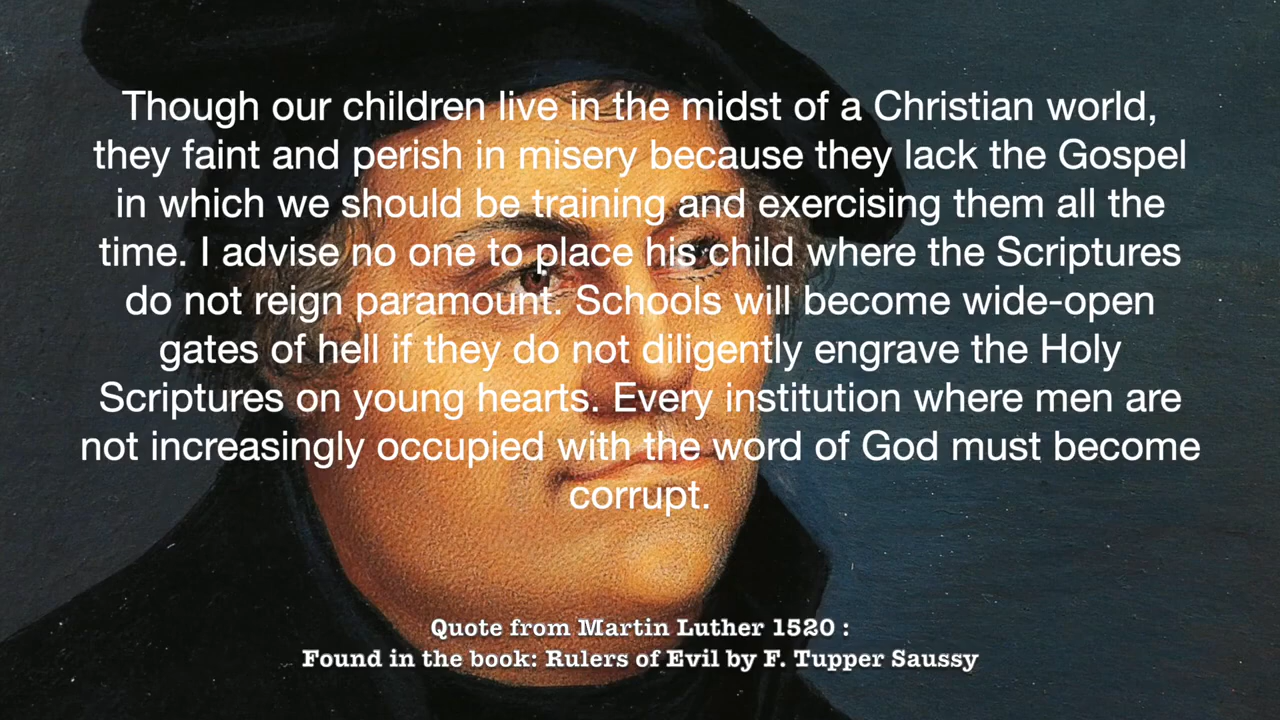 Though our children live in the midst of a Christian world,
they faint and perish in misery because they lack the Gospel
in which we should be training and exercising them all the
time. I advise no one to place his child where the Scriptures
do not reign paramount. Schools will become wide-open
gates of hell if they do not diligently engrave the Holy
Scriptures on young hearts. Every institution where men are
not increasingly occupied with the word of God must become
corrupt.
Quote from Martin Luther 1520 :
Found in the book: Rulers of Evil by F. Tupper Saussy